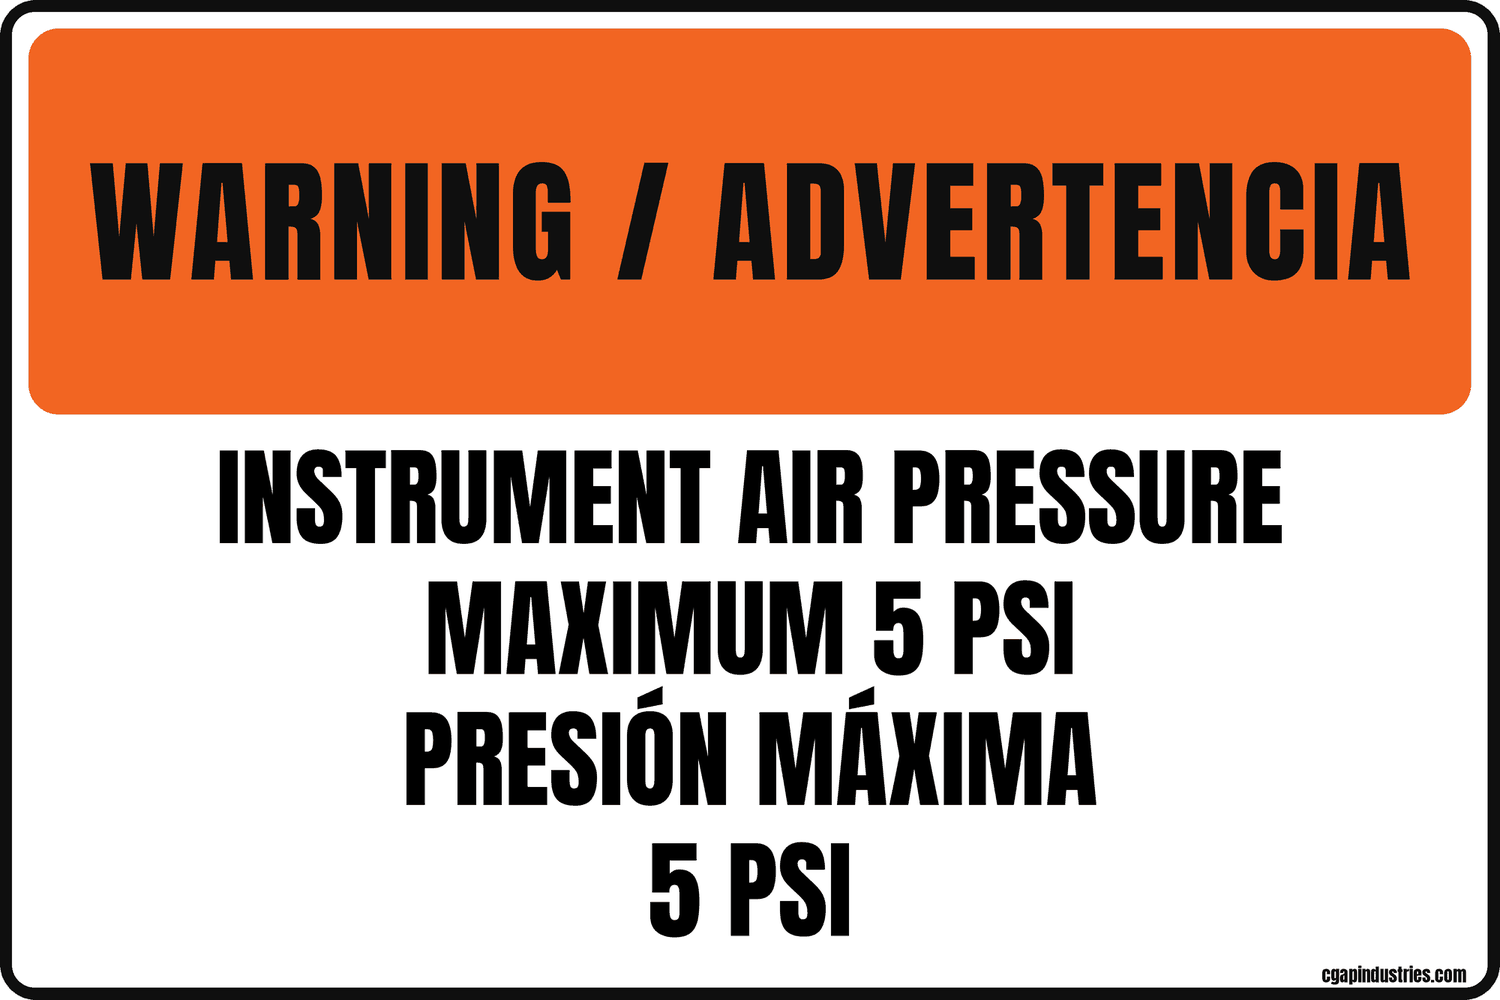 WARNING / ADVERTENCIA
INSTRUMENT AIR PRESSURE
MAXIMUM 5 PSI
PRESIÓN MÁXIMA
5 PSI
cgapindustries.com